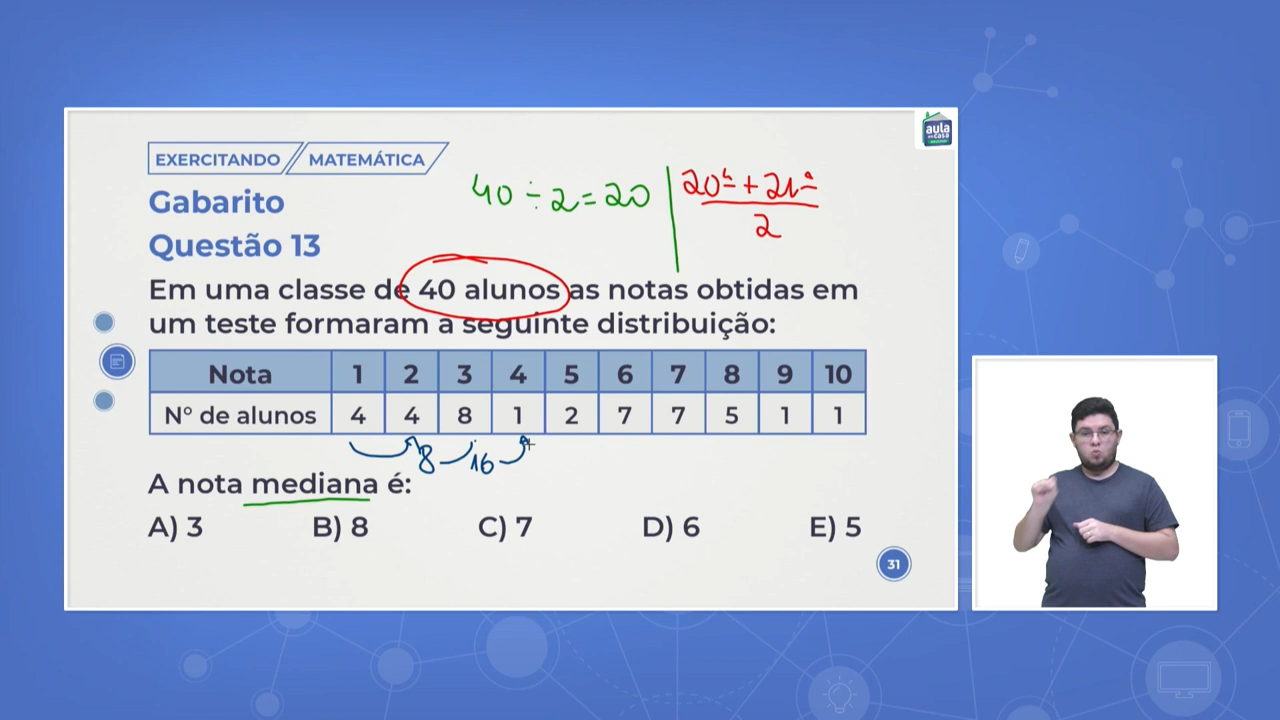 aula
EXERCITANDO MATEMÁTICA
Gabarito
40 ÷ 2 = 20
20ª + 21ª
2
Questão 13
Em uma classe de 40 alunos as notas obtidas em
um teste formaram a seguinte distribuição:
Nota 1 2 3 4 5 6 7 8 9 10
Nº de alunos 4 4 8 1 2 7 7 5 1 1
8 16
A nota mediana é:
A) 3 B) 8 C) 7 D) 6 E) 5
31